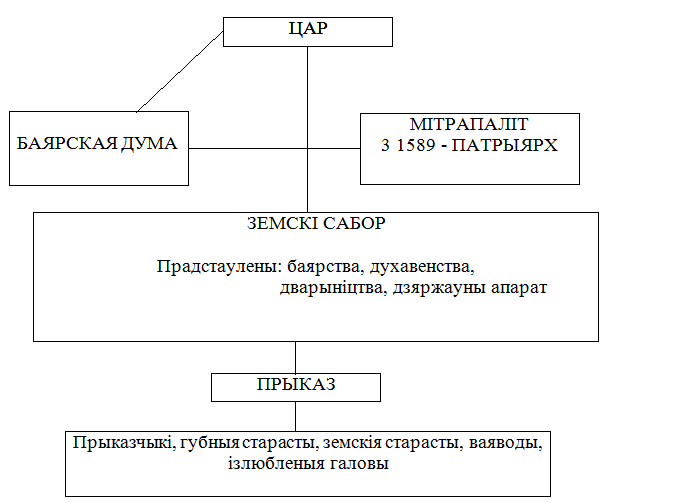 ЦАР
БАЯРСКАЯ ДУМА
МІТРАПАЛІТ
З 1589 - ПАТРЫЯРХ
ЗЕМСКІ САБОР
Прадстаулены: баярства, духавенства,
дварыніцтва, дзяржауны апарат
ПРЫКАЗ
Прыказчыкі, губныя старасты, земскія старасты, ваяводы,
ізлюбленыя галовы